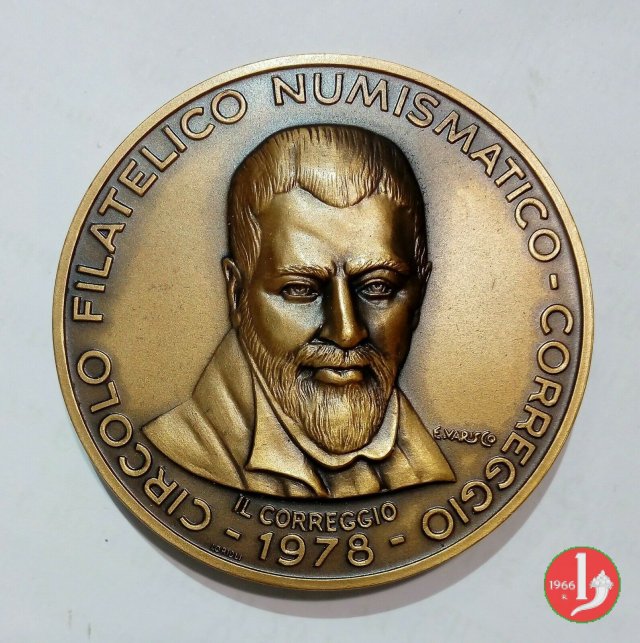 CIRCOLO FILATELICO NUMISMATICO - CORREGGIO - 1978 -
IL CORREGGIO
E.VARISCO
1966